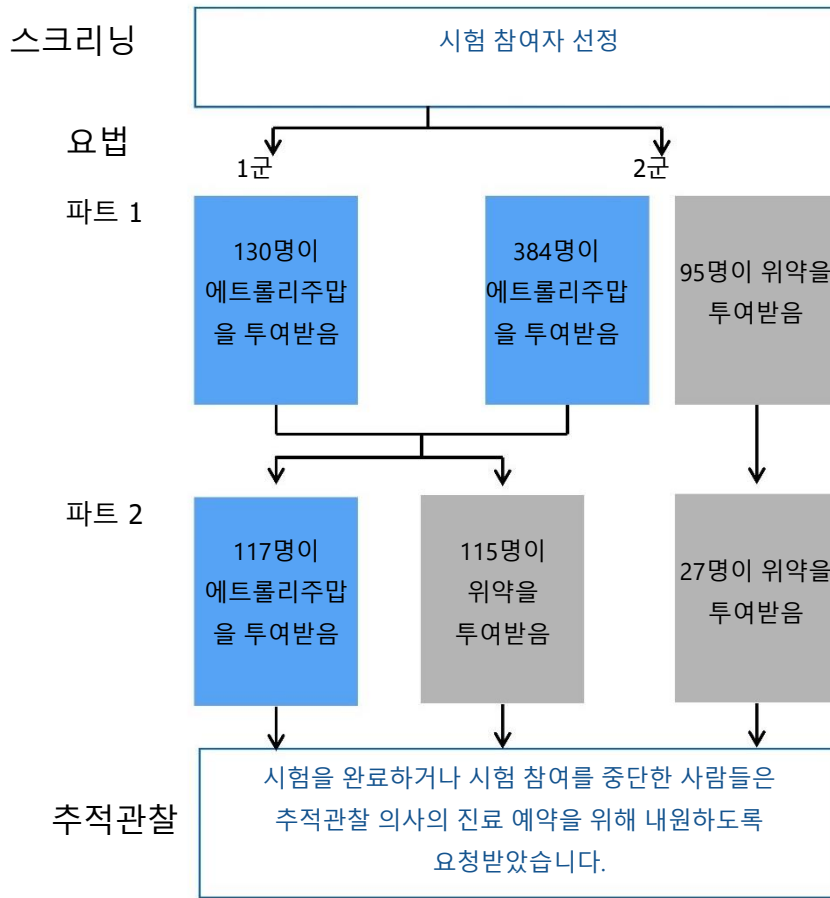 스크리닝
시험 참여자 선정
요법
1군
2군
파트 1
130명이
에트롤리주맙
을 투여받음
384명이
에트롤리주맙
을 투여받음
95명이 위약을
투여받음
파트 2
117명이
에트롤리주맙
을 투여받음
115명이
위약을
투여받음
27명이 위약을
투여받음
추적관찰
시험을 완료하거나 시험 참여를 중단한 사람들은
추적관찰 의사의 진료 예약을 위해 내원하도록
요청받았습니다.